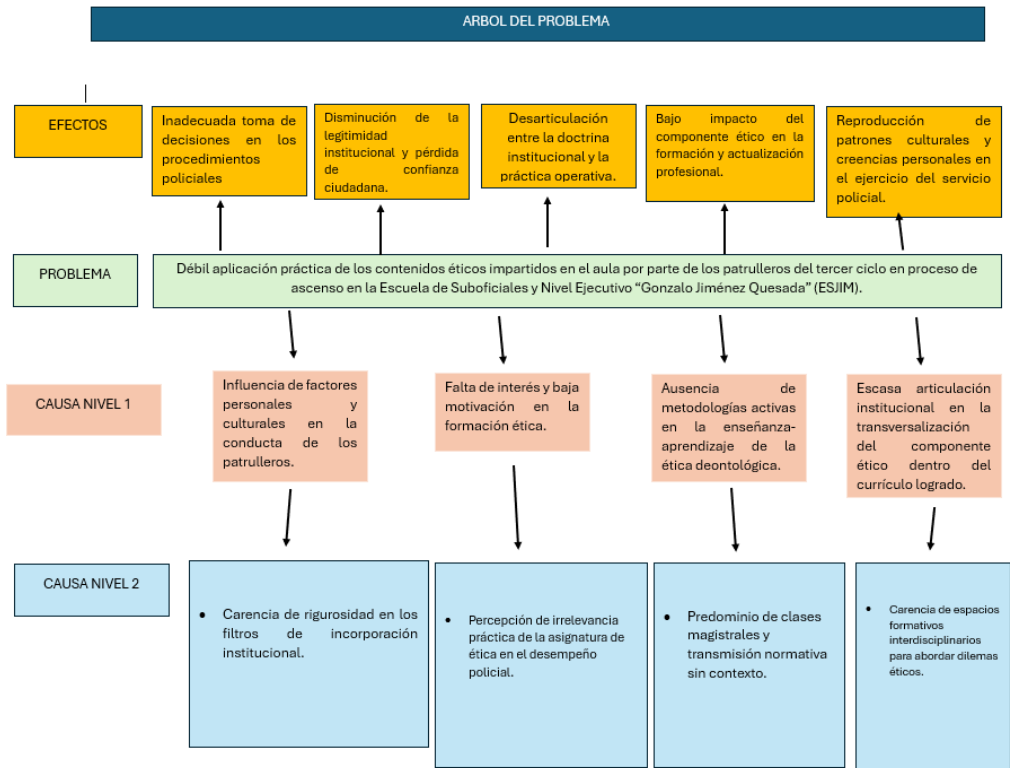 ARBOL DEL PROBLEMA
EFECTOS
Inadecuada toma de
decisiones en los
procedimientos
policiales
Disminución de la
legitimidad
institucional y pérdida
de confianza
ciudadana.
Desarticulación
entre la doctrina
institucional y la
práctica operativa.
Bajo impacto del
componente ético en la
formación y actualización
profesional.
Reproducción de
patrones culturales y
creencias personales en
el ejercicio del servicio
policial.
PROBLEMA
Débil aplicación práctica de los contenidos éticos impartidos en el aula por parte de los patrulleros del tercer ciclo en proceso de
ascenso en la Escuela de Suboficiales y Nivel Ejecutivo “Gonzalo Jiménez Quesada” (ESJIM).
CAUSA NIVEL 1
Influencia de factores
personales y
culturales en la
conducta de los
patrulleros.
Falta de interés y baja
motivación en la
formación ética.
Ausencia de
metodologías activas
en la enseñanza-
aprendizaje de la
ética deontológica.
Escasa articulación
institucional en la
transversalización
del componente
ético dentro del
currículo logrado.
CAUSA NIVEL 2
• Carencia de rigurosidad en los
filtros de incorporación
institucional.
• Percepción de irrelevancia
práctica de la asignatura de
ética en el desempeño
policial.
• Predominio de clases
magistrales y
transmisión normativa
sin contexto.
• Carencia de espacios
formativos
interdisciplinarios
para abordar dilemas
éticos.